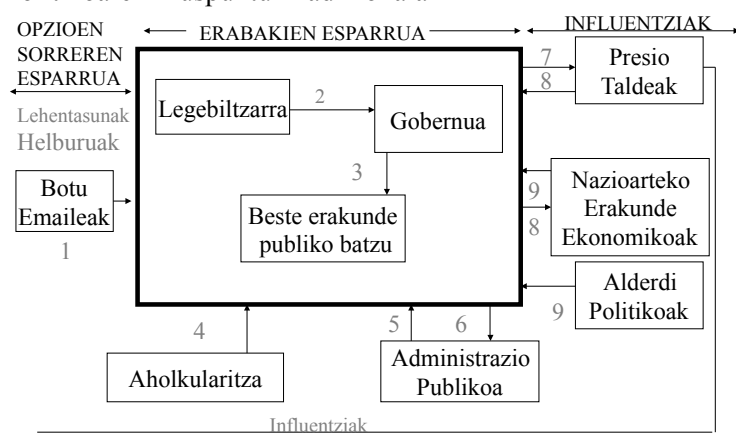 OPZIOEN
SORREREN
ESPARRUA
ERABAKIEN ESPARRUA
INFLUENTZIAK
Lehentasunak
Helburuak
Botu
Emaileak
1
Legebiltzarra
2
Gobernua
3
Beste erakunde
publiko batzu
7
8
Presio
Taldeak
9
8
Nazioarteko
Erakunde
Ekonomikoak
9
Alderdi
Politikoak
4
Aholkularitza
5
6
Administrazio
Publikoa
Influentziak